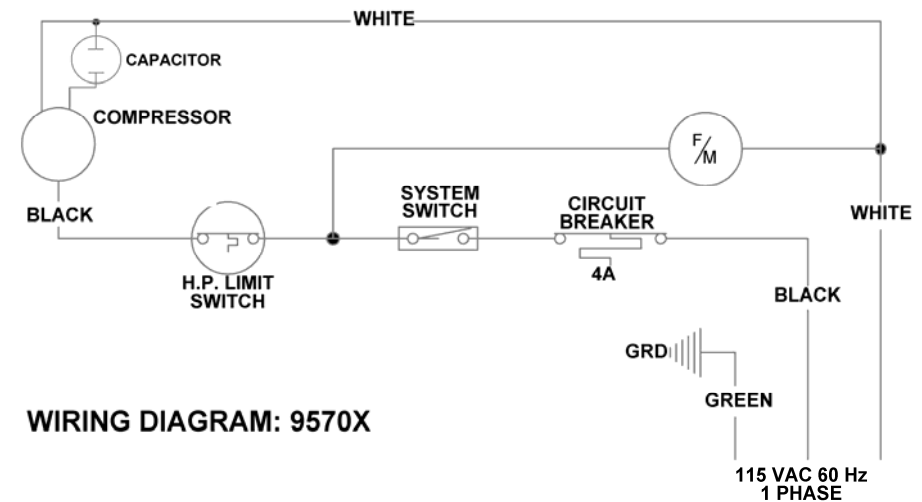 WHITE
CAPACITOR
COMPRESSOR
F/M
SYSTEM
SWITCH
CIRCUIT
BREAKER
BLACK
WHITE
4A
H.P. LIMIT
SWITCH
BLACK
GRD
GREEN
WIRING DIAGRAM: 9570X
115 VAC 60 Hz
1 PHASE